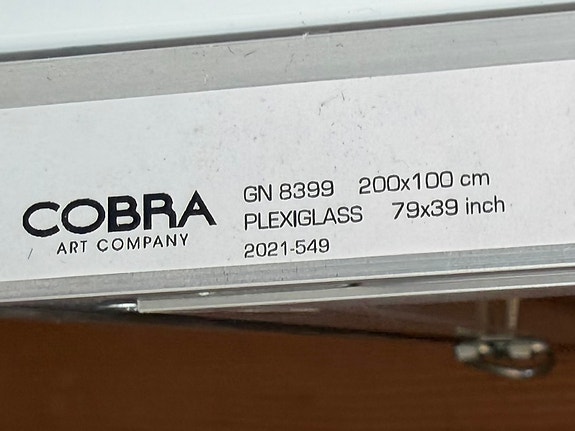 COBRA
ART COMPANY
GN 8399 200x100 cm
PLEXIGLASS 79x39 inch
2021-549